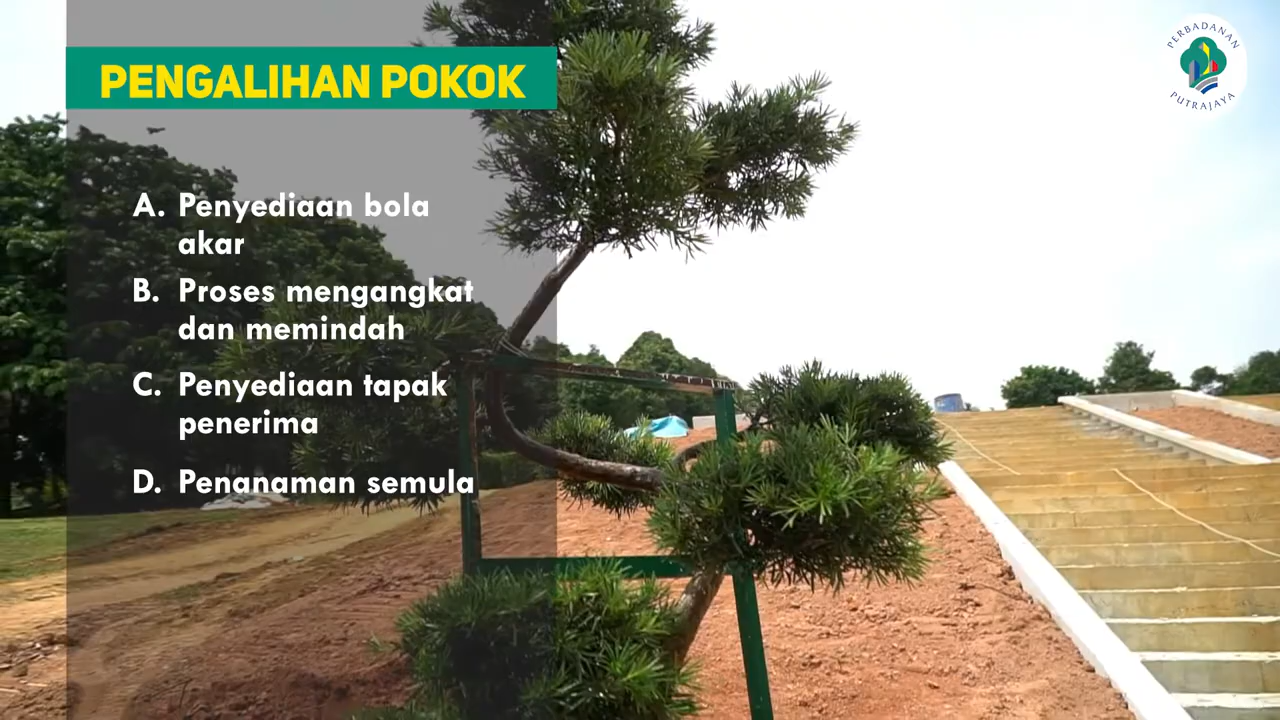 PENGALIHAN POKOK
A. Penyediaan bola
akar
B. Proses mengangkat
dan memindah
C. Penyediaan tapak
penerima
D. Penanaman semula
PERBADANAN
PUTRAJAYA